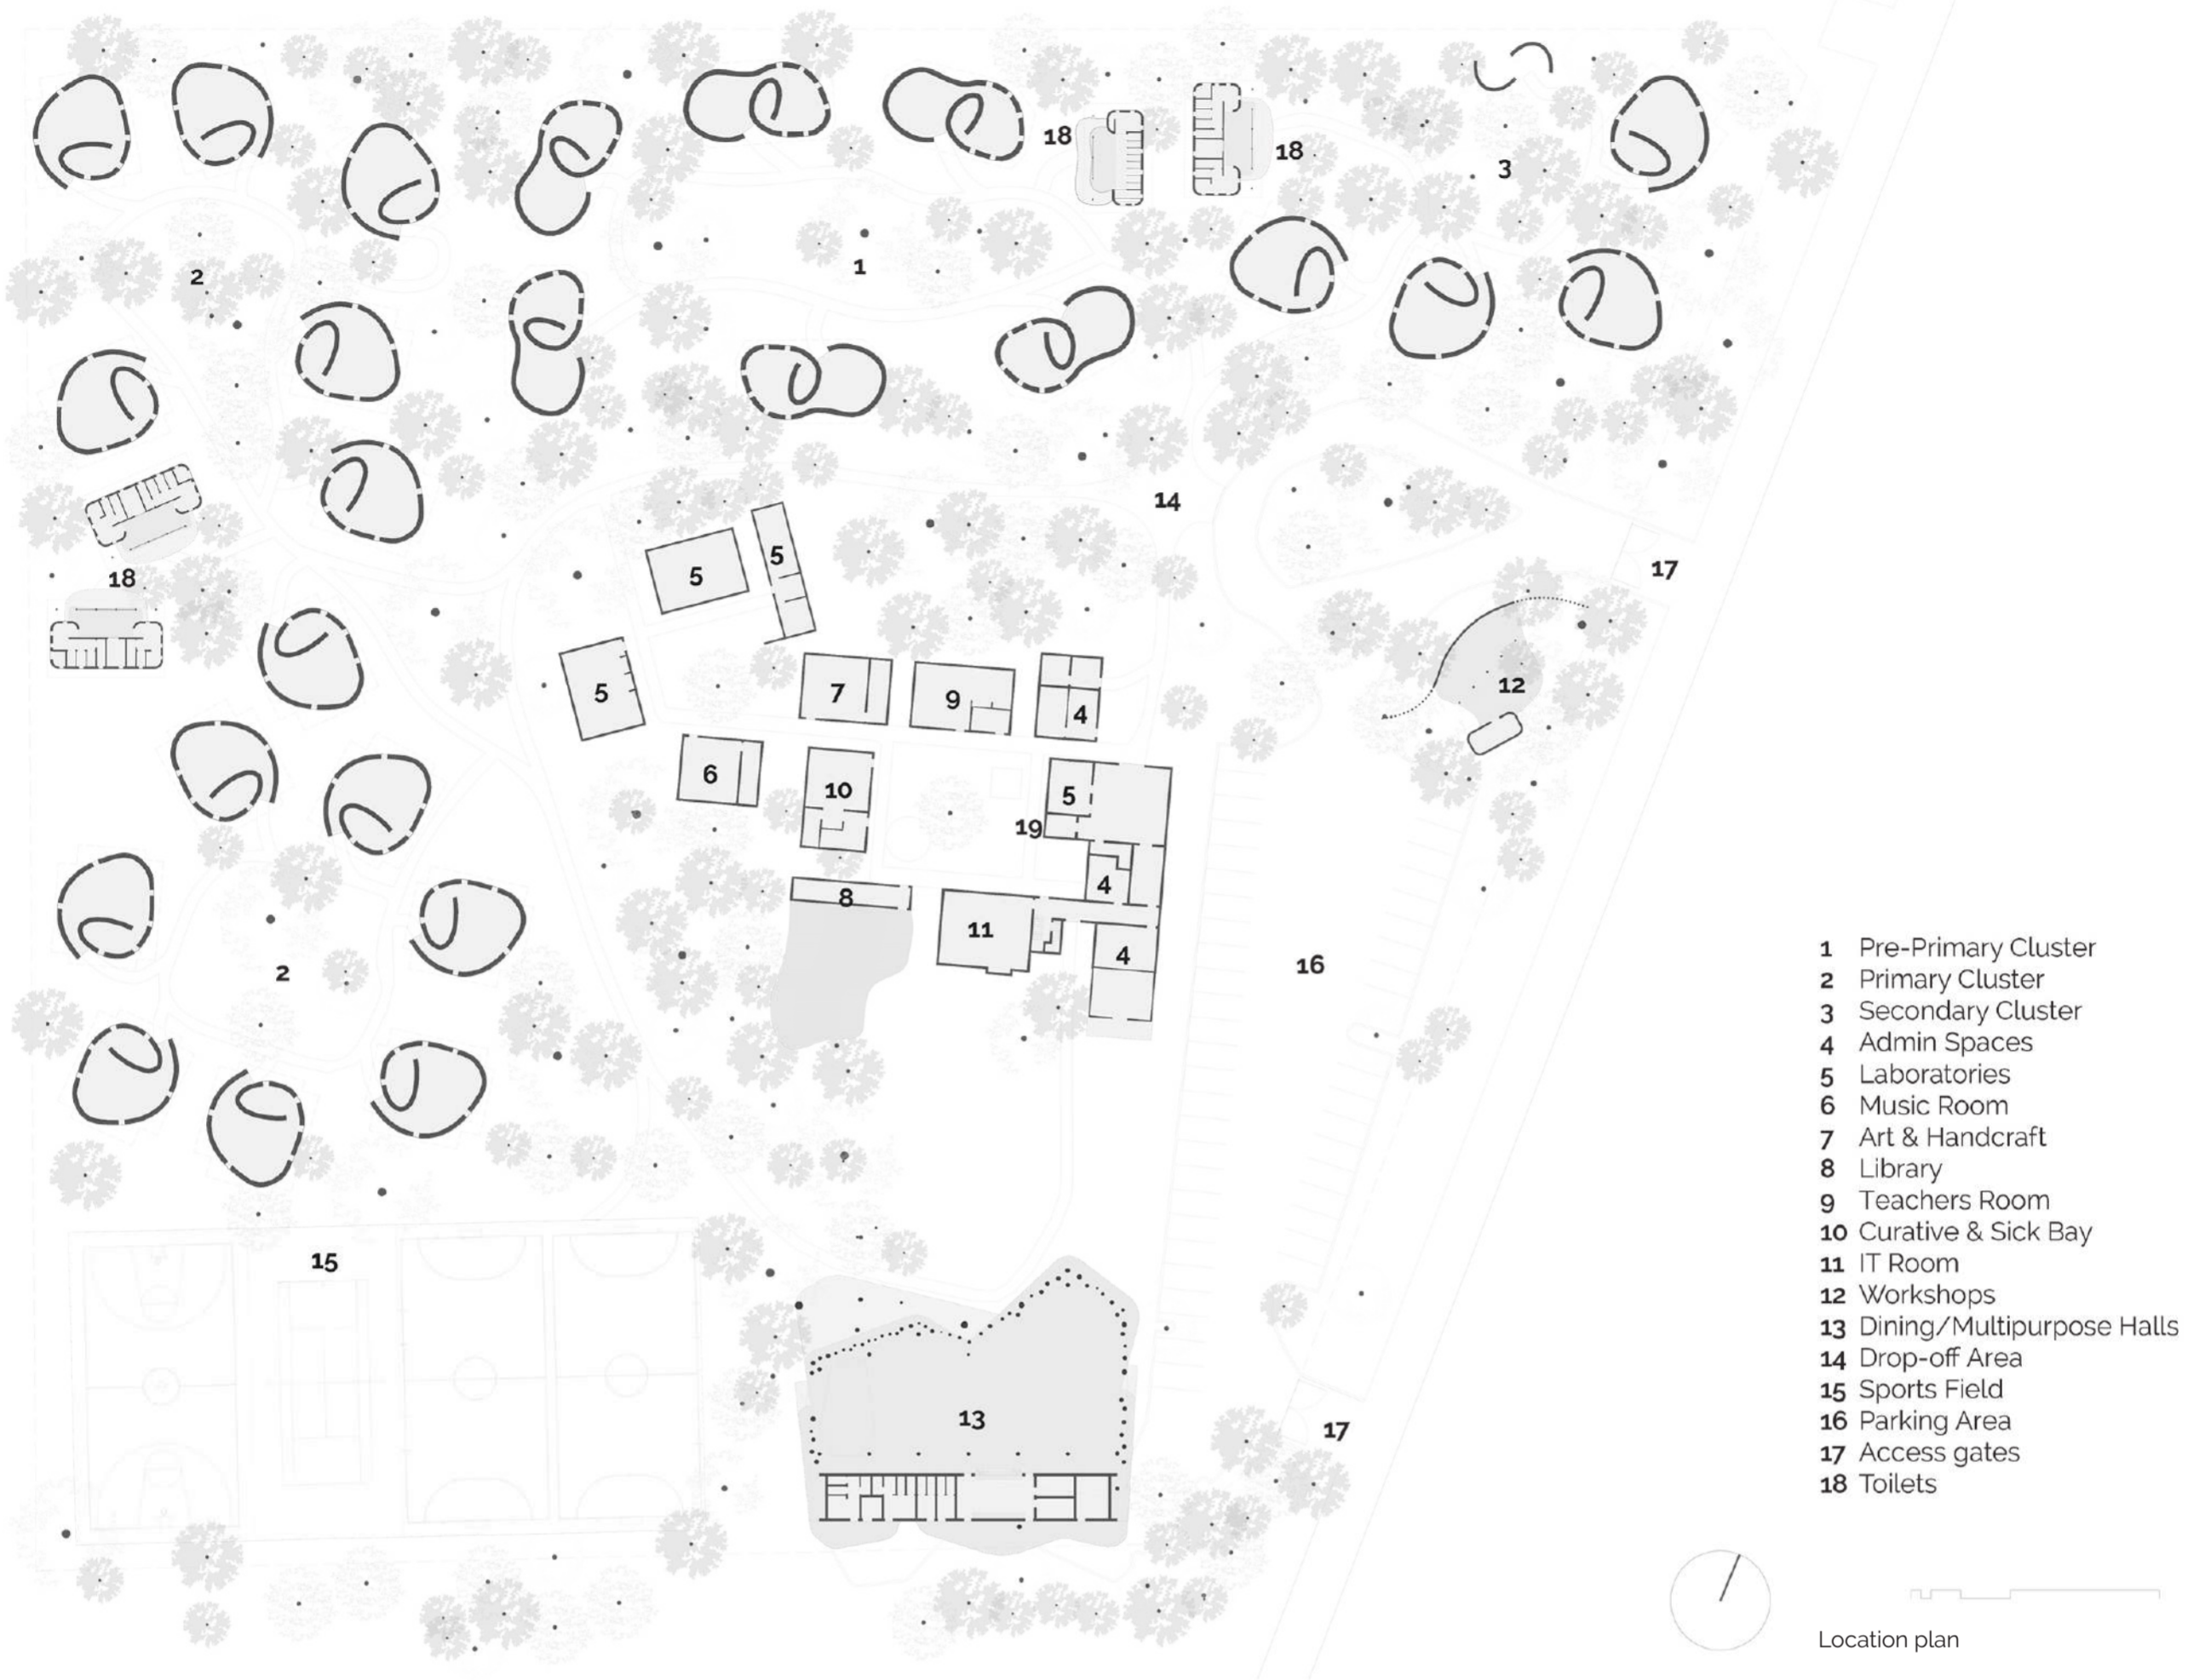 18
18
3
2
1
14
5
5
18
17
5
7
9
4
12
6
10
5
19
4
8
11
4
16
2
15
13
17
1 Pre-Primary Cluster
2 Primary Cluster
3 Secondary Cluster
4 Admin Spaces
5 Laboratories
6 Music Room
7 Art & Handcraft
8 Library
9 Teachers Room
10 Curative & Sick Bay
11 IT Room
12 Workshops
13 Dining/Multipurpose Halls
14 Drop-off Area
15 Sports Field
16 Parking Area
17 Access gates
18 Toilets
Location plan